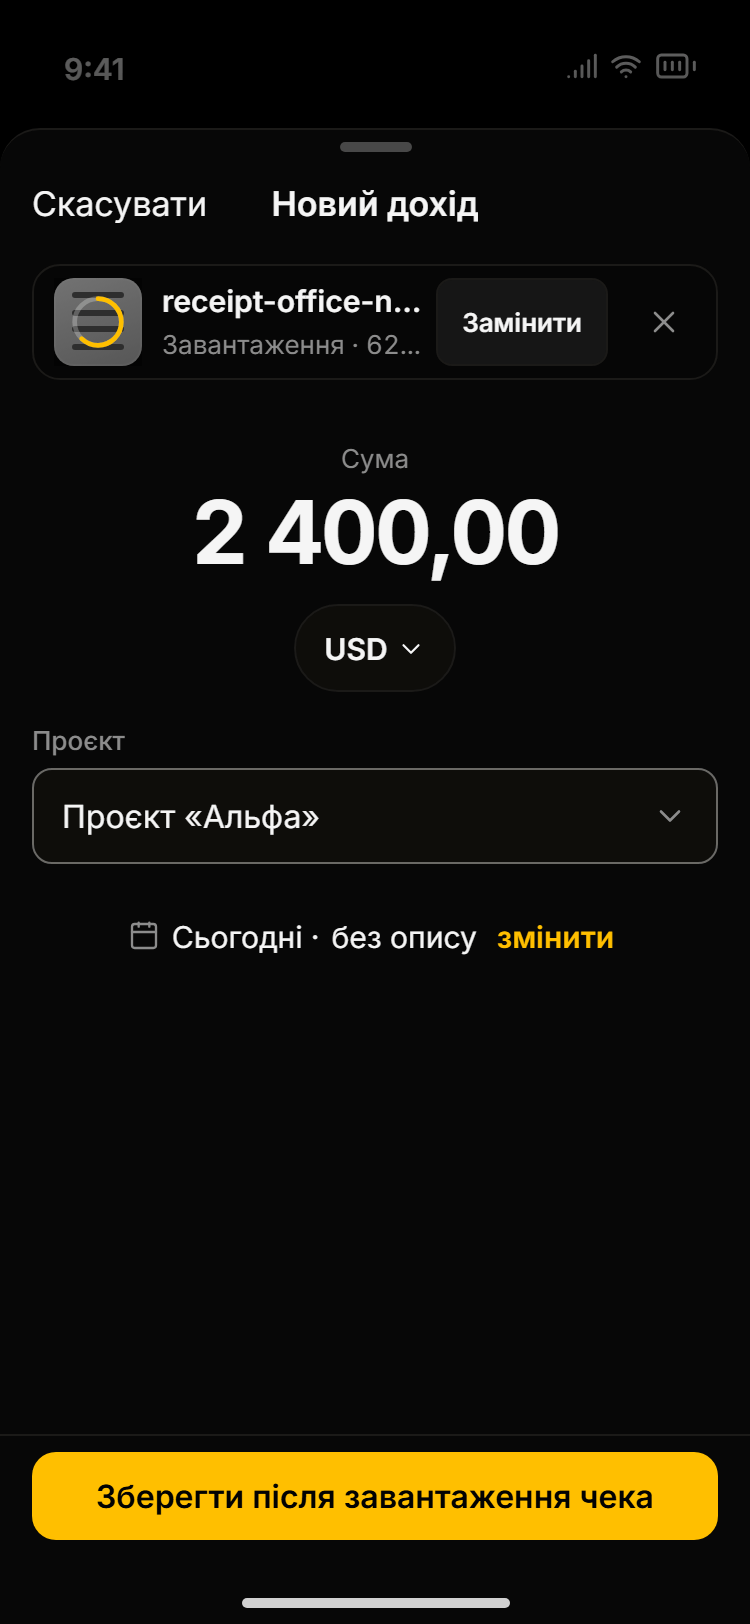 9:41
Скасувати
Новий дохід
receipt-office-n...
Завантаження · 62...
Замінити
Сума
2 400,00
USD
Проєкт
Проєкт «Альфа»
Сьогодні · без опису змінити
Зберегти після завантаження чека